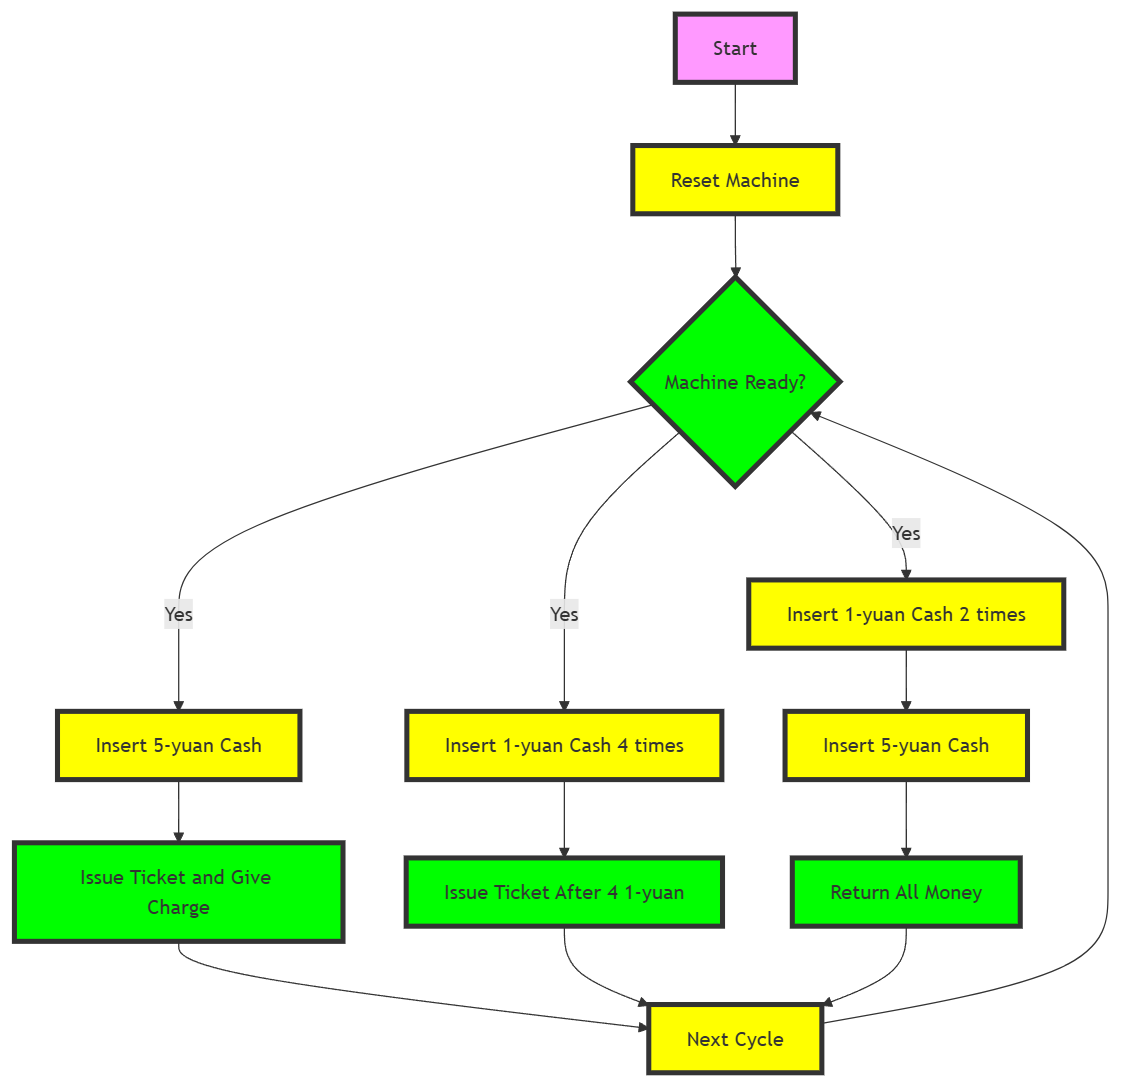 Start
Reset Machine
Machine Ready?
Yes
Yes
Yes
Insert 1-yuan Cash 2 times
Insert 5-yuan Cash
Insert 1-yuan Cash 4 times
Insert 5-yuan Cash
Issue Ticket and Give
Charge
Issue Ticket After 4 1-yuan
Return All Money
Next Cycle